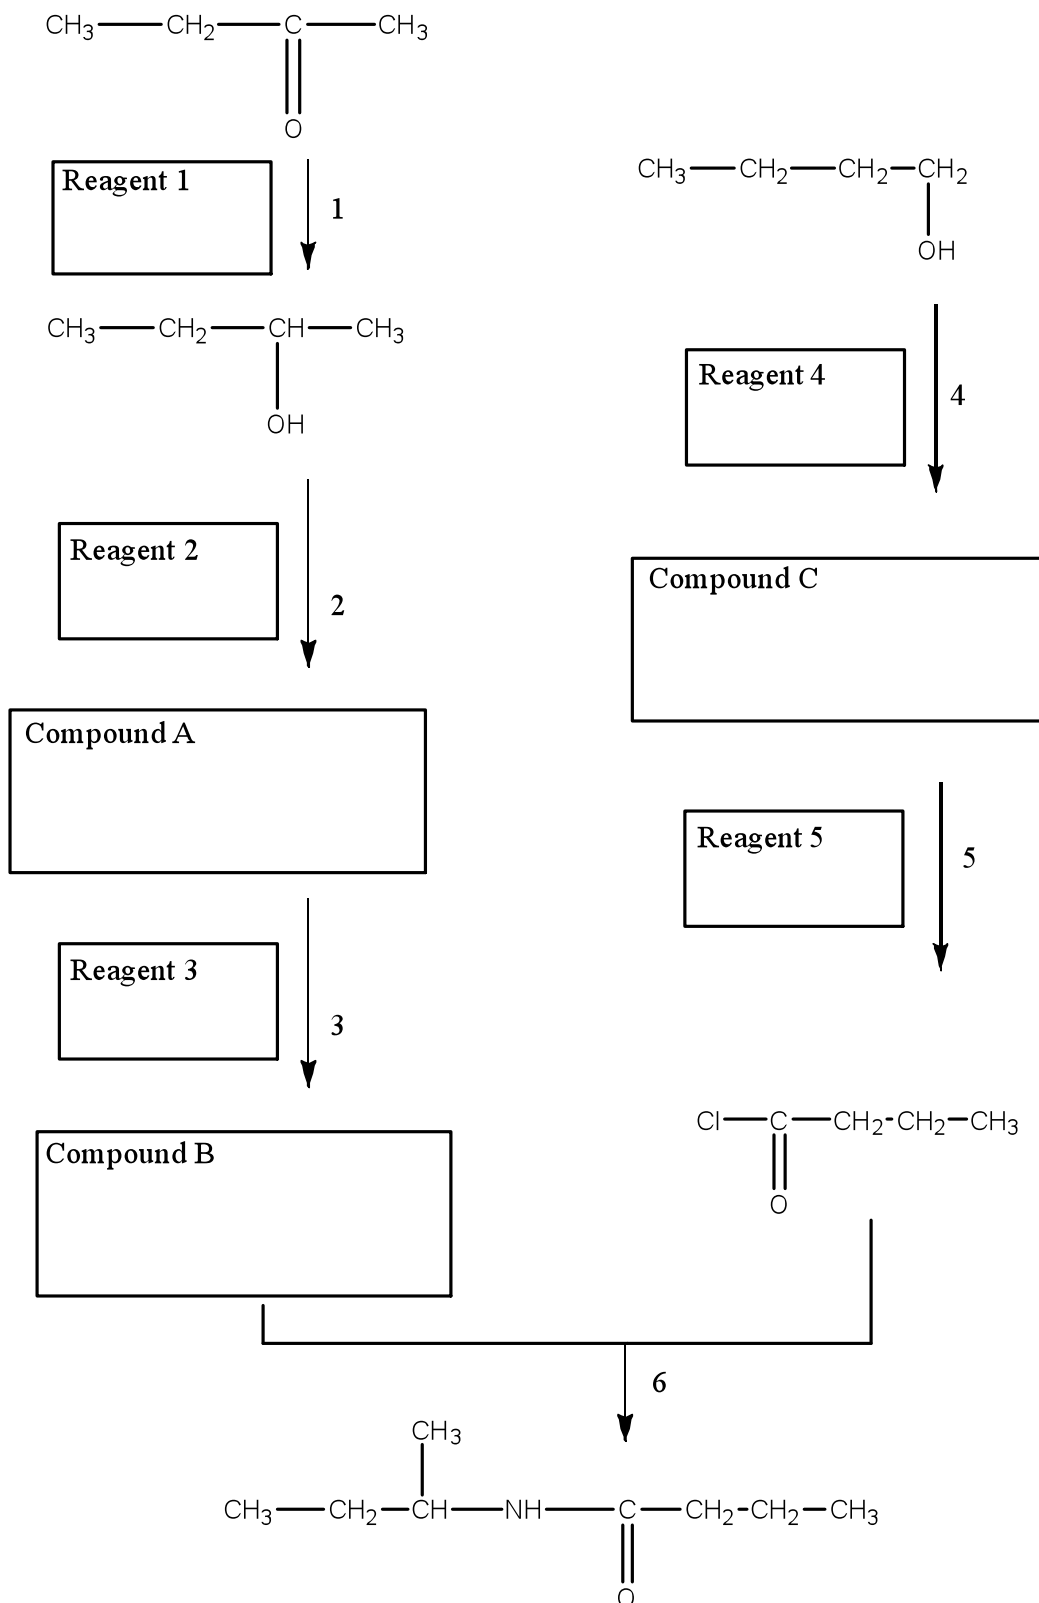 CH3 CH2 C CH3
O
Reagent 1
1
CH3 CH2 CH CH3
OH
Reagent 2
2
Compound A
Reagent 3
3
Compound B
CH3 CH2 CH2 CH2
OH
Reagent 4
4
Compound C
Reagent 5
5
Cl C CH2 CH2 CH3
O
6
CH3
CH3 CH2 CH NH C CH2 CH2 CH3
O